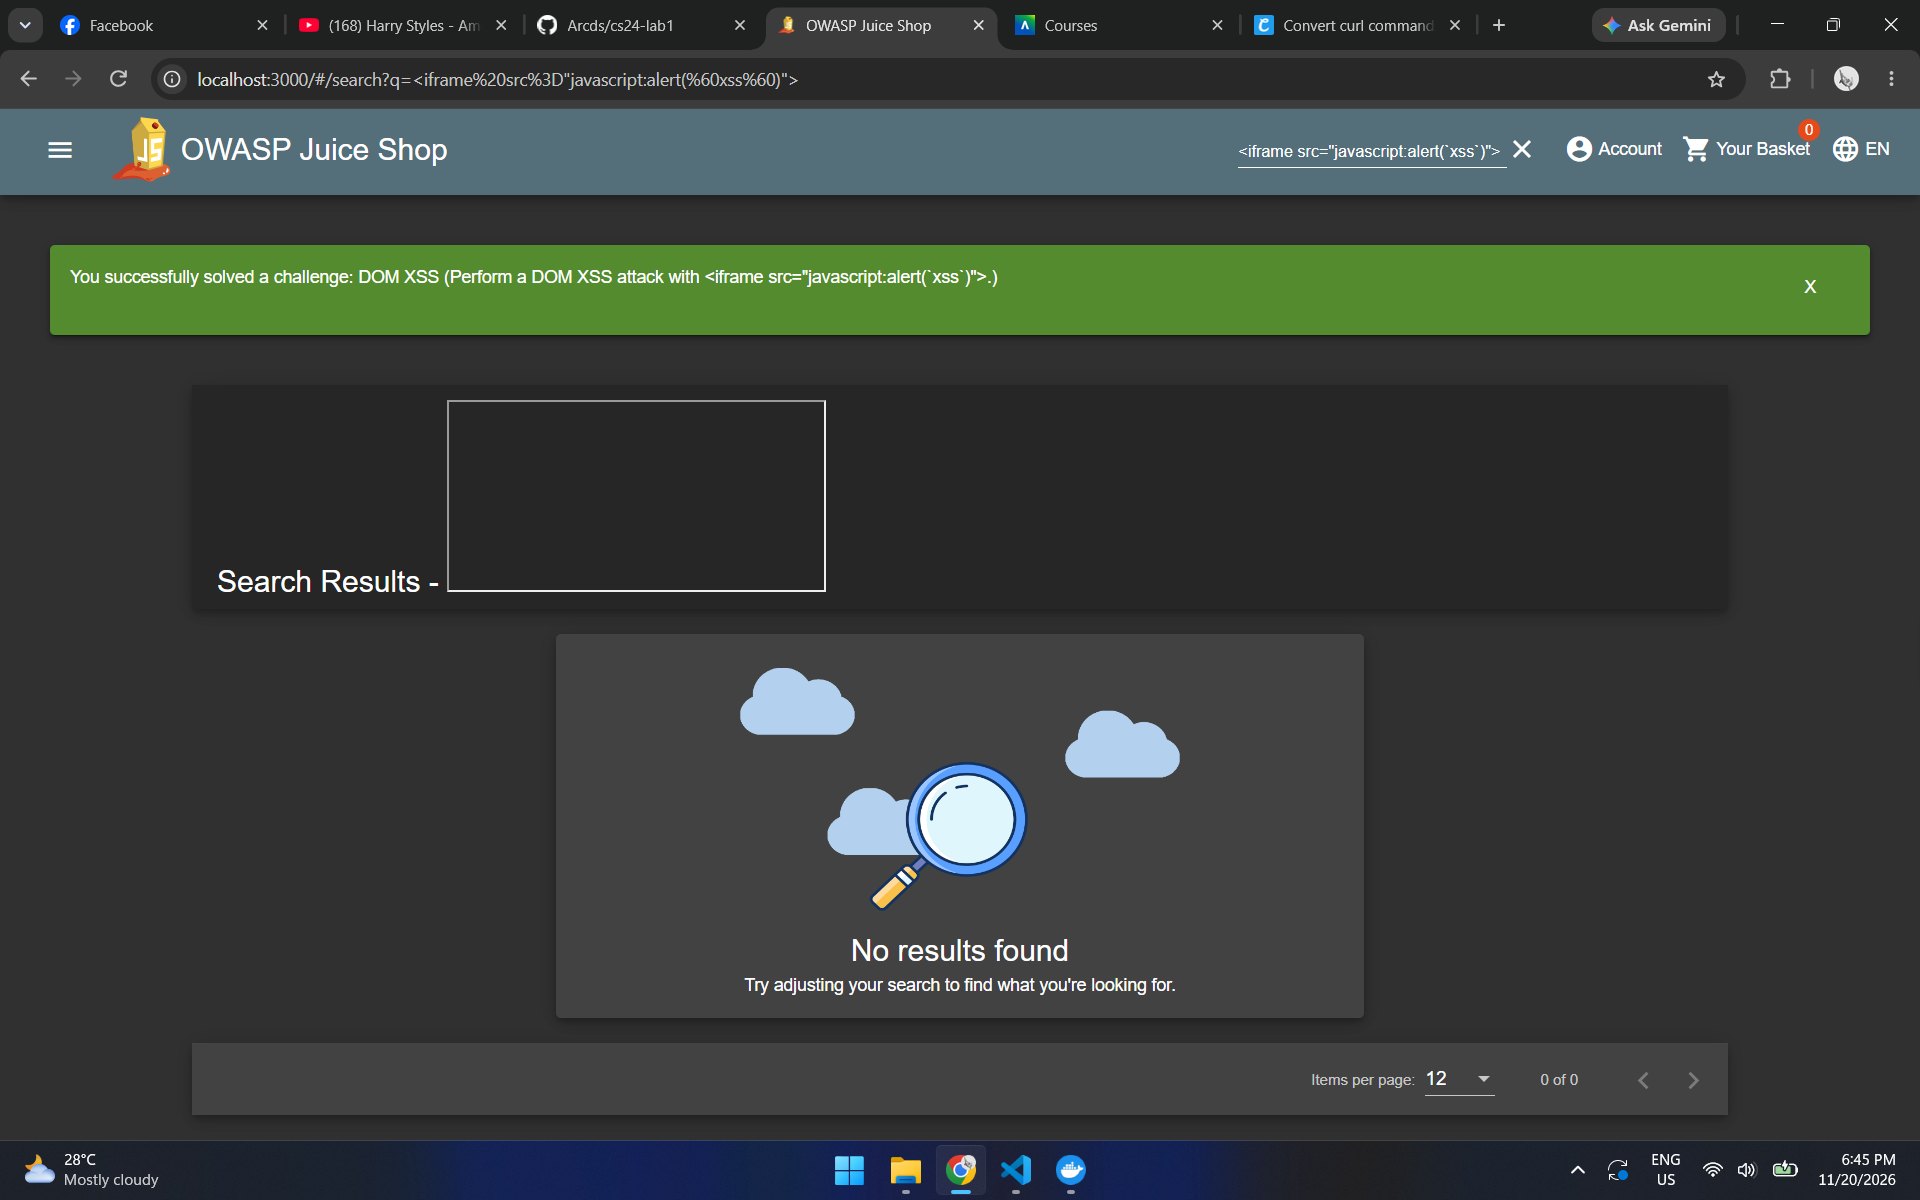 Facebook
(168) Harry Styles - Am
Arcds/cs24-lab1
OWASP Juice Shop
Courses
Convert curl command
Ask Gemini
localhost:3000/#/search?q=<iframe%20src%3D"javascript:alert(%60xss%60)">
OWASP Juice Shop
<iframe src="javascript:alert(`xss`)">
Account
0
Your Basket
EN
You successfully solved a challenge: DOM XSS (Perform a DOM XSS attack with <iframe src="javascript:alert(`xss`)">.)
X
Search Results -
No results found
Try adjusting your search to find what you're looking for.
Items per page: 12
0 of 0
28°C
Mostly cloudy
ENG
US
6:45 PM
11/20/2026